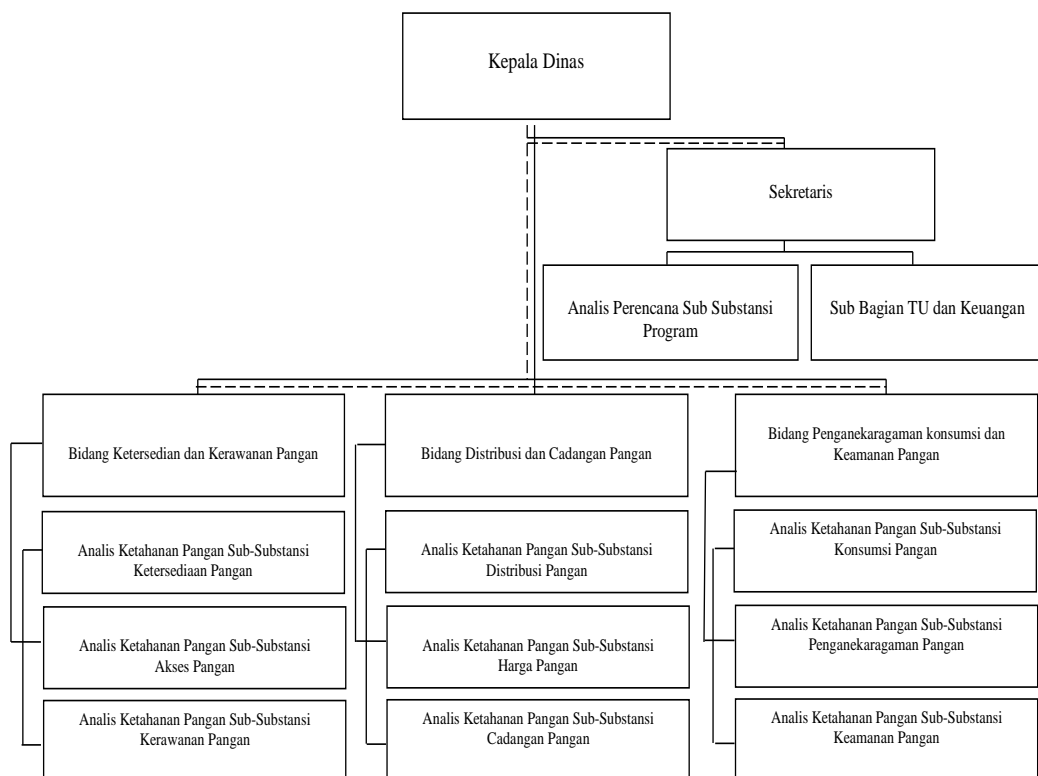 Kepala Dinas
Sekretaris
Analis Perencana Sub Substansi
Program
Sub Bagian TU dan Keuangan
Bidang Ketersedian dan Kerawanan Pangan
Bidang Distribusi dan Cadangan Pangan
Bidang Penganekaragaman konsumsi dan
Keamanan Pangan
Analis Ketahanan Pangan Sub-Substansi
Ketersediaan Pangan
Analis Ketahanan Pangan Sub-Substansi
Distribusi Pangan
Analis Ketahanan Pangan Sub-Substansi
Konsumsi Pangan
Analis Ketahanan Pangan Sub-Substansi
Akses Pangan
Analis Ketahanan Pangan Sub-Substansi
Harga Pangan
Analis Ketahanan Pangan Sub-Substansi
Penganekaragaman Pangan
Analis Ketahanan Pangan Sub-Substansi
Kerawanan Pangan
Analis Ketahanan Pangan Sub-Substansi
Cadangan Pangan
Analis Ketahanan Pangan Sub-Substansi
Keamanan Pangan